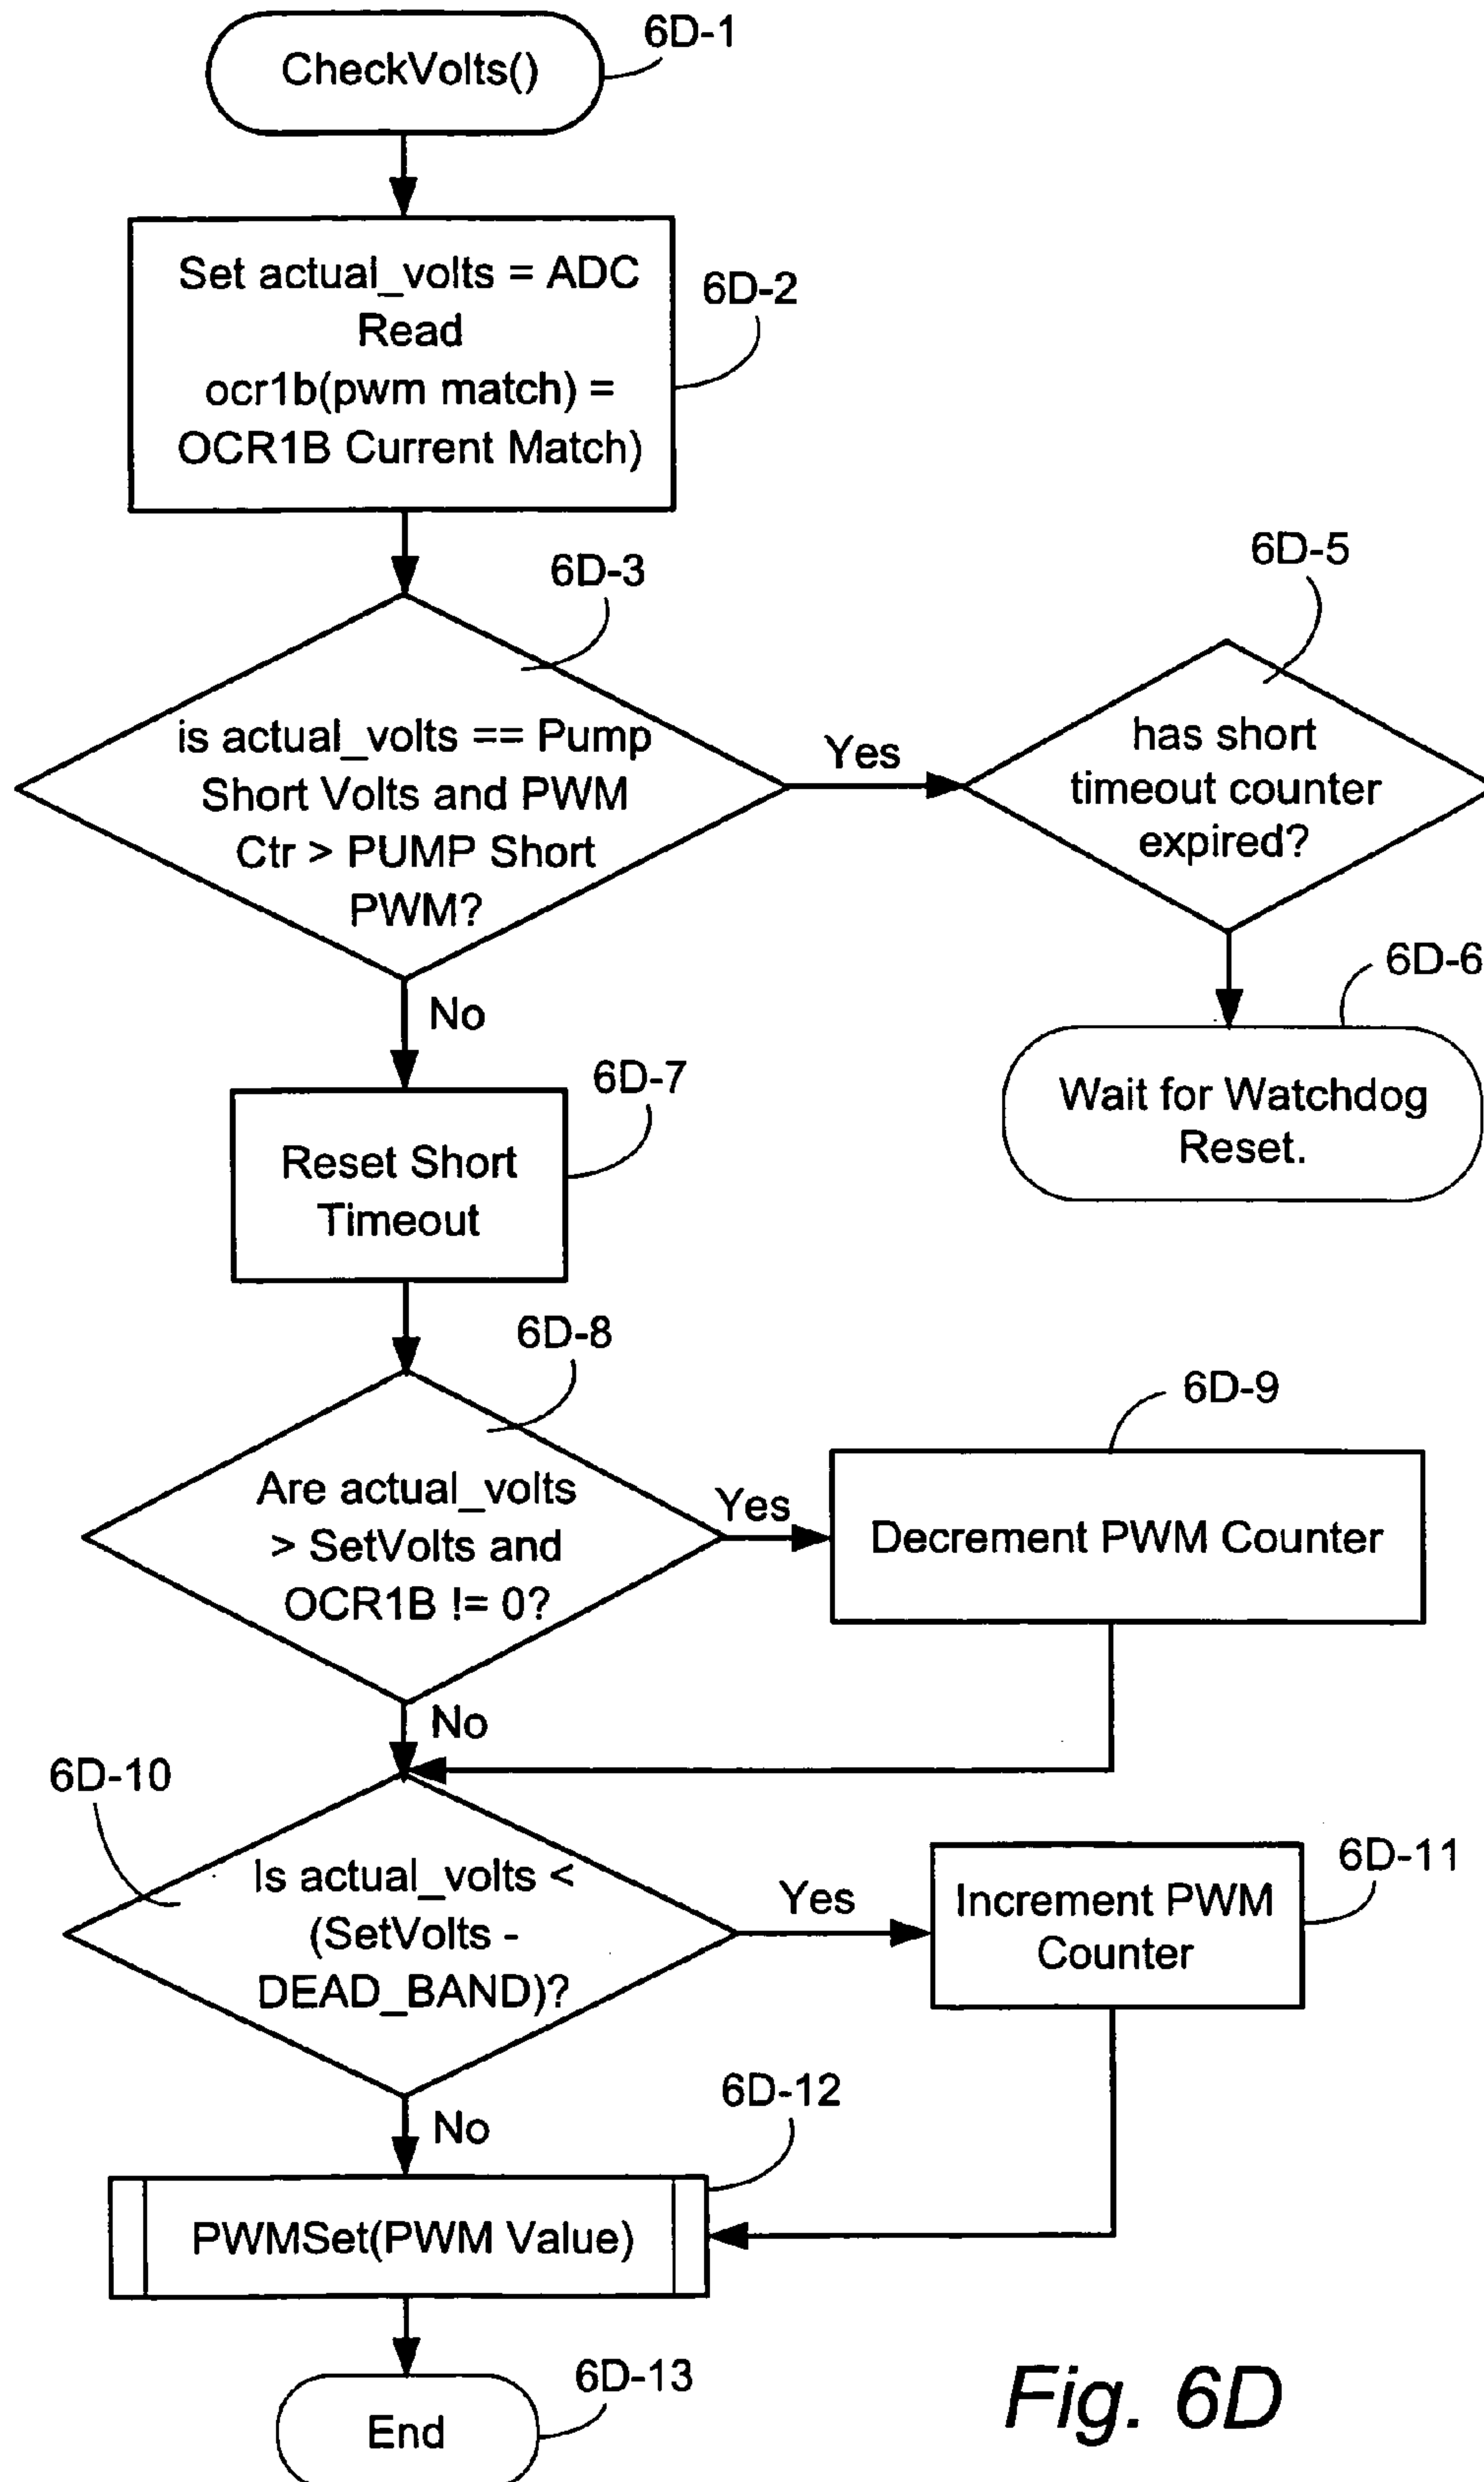 CheckVolts()
6D-1
Set actual_volts = ADC
Read
ocr1b(pwm match) =
OCR1B Current Match)
6D-2
6D-3
is actual_volts == Pump
Short Volts and PWM
Ctr > PUMP Short
PWM?
Yes
6D-5
has short
timeout counter
expired?
No
6D-6
Wait for Watchdog
Reset.
6D-7
Reset Short
Timeout
6D-8
Are actual_volts
> SetVolts and
OCR1B != 0?
Yes
6D-9
Decrement PWM Counter
No
6D-10
Is actual_volts <
(SetVolts -
DEAD_BAND)?
Yes
6D-11
Increment PWM
Counter
No
6D-12
PWMSet(PWM Value)
6D-13
End
Fig. 6D